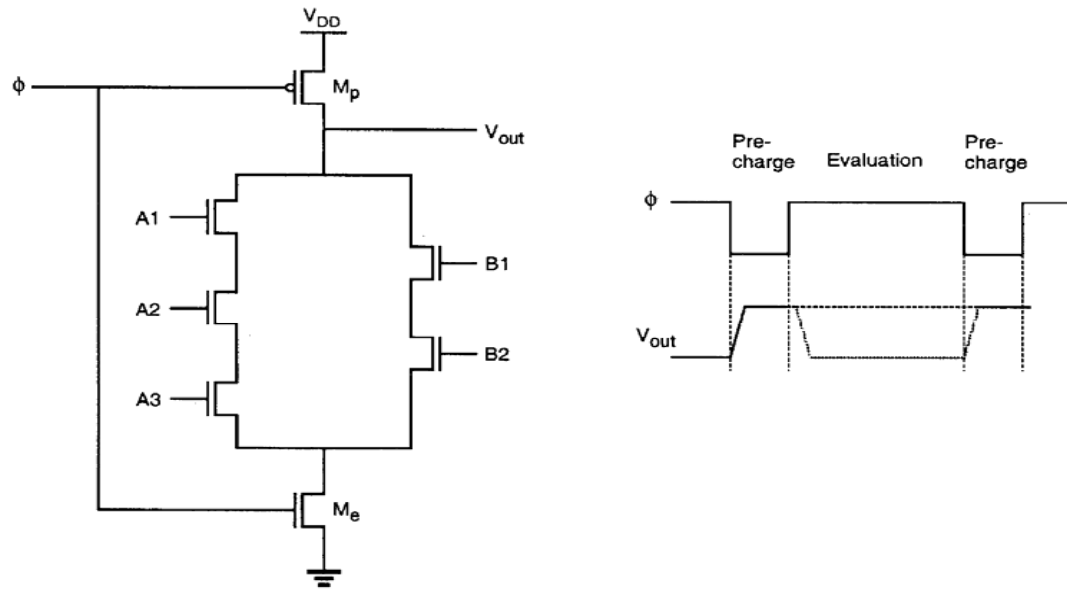 V_DD
ϕ
M_p
V_out
A1
B1
A2
B2
A3
M_e
Pre-
charge
Evaluation
Pre-
charge
ϕ
V_out